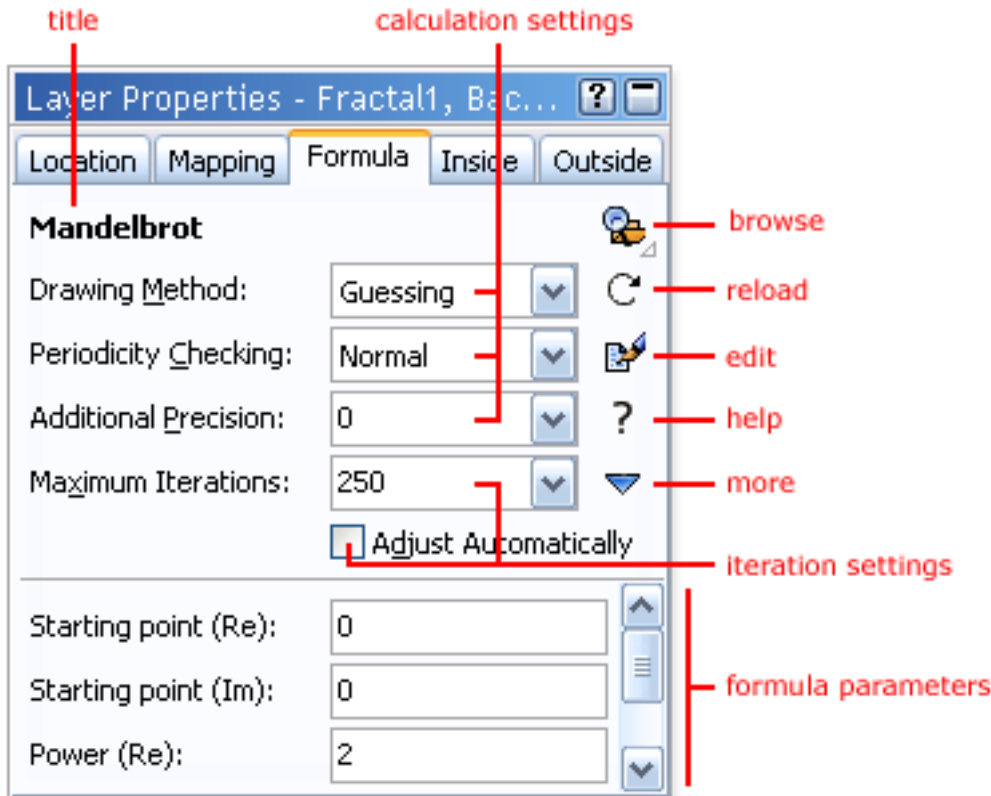 title calculation settings
Layer Properties - Fractal1, Bac... ?
Location Mapping Formula Inside Outside
Mandelbrot browse
Drawing Method: Guessing reload
Periodicity Checking: Normal edit
Additional Precision: 0 ? help
Maximum Iterations: 250 more
Adjust Automatically
iteration settings
Starting point (Re): 0
Starting point (Im): 0 formula parameters
Power (Re): 2